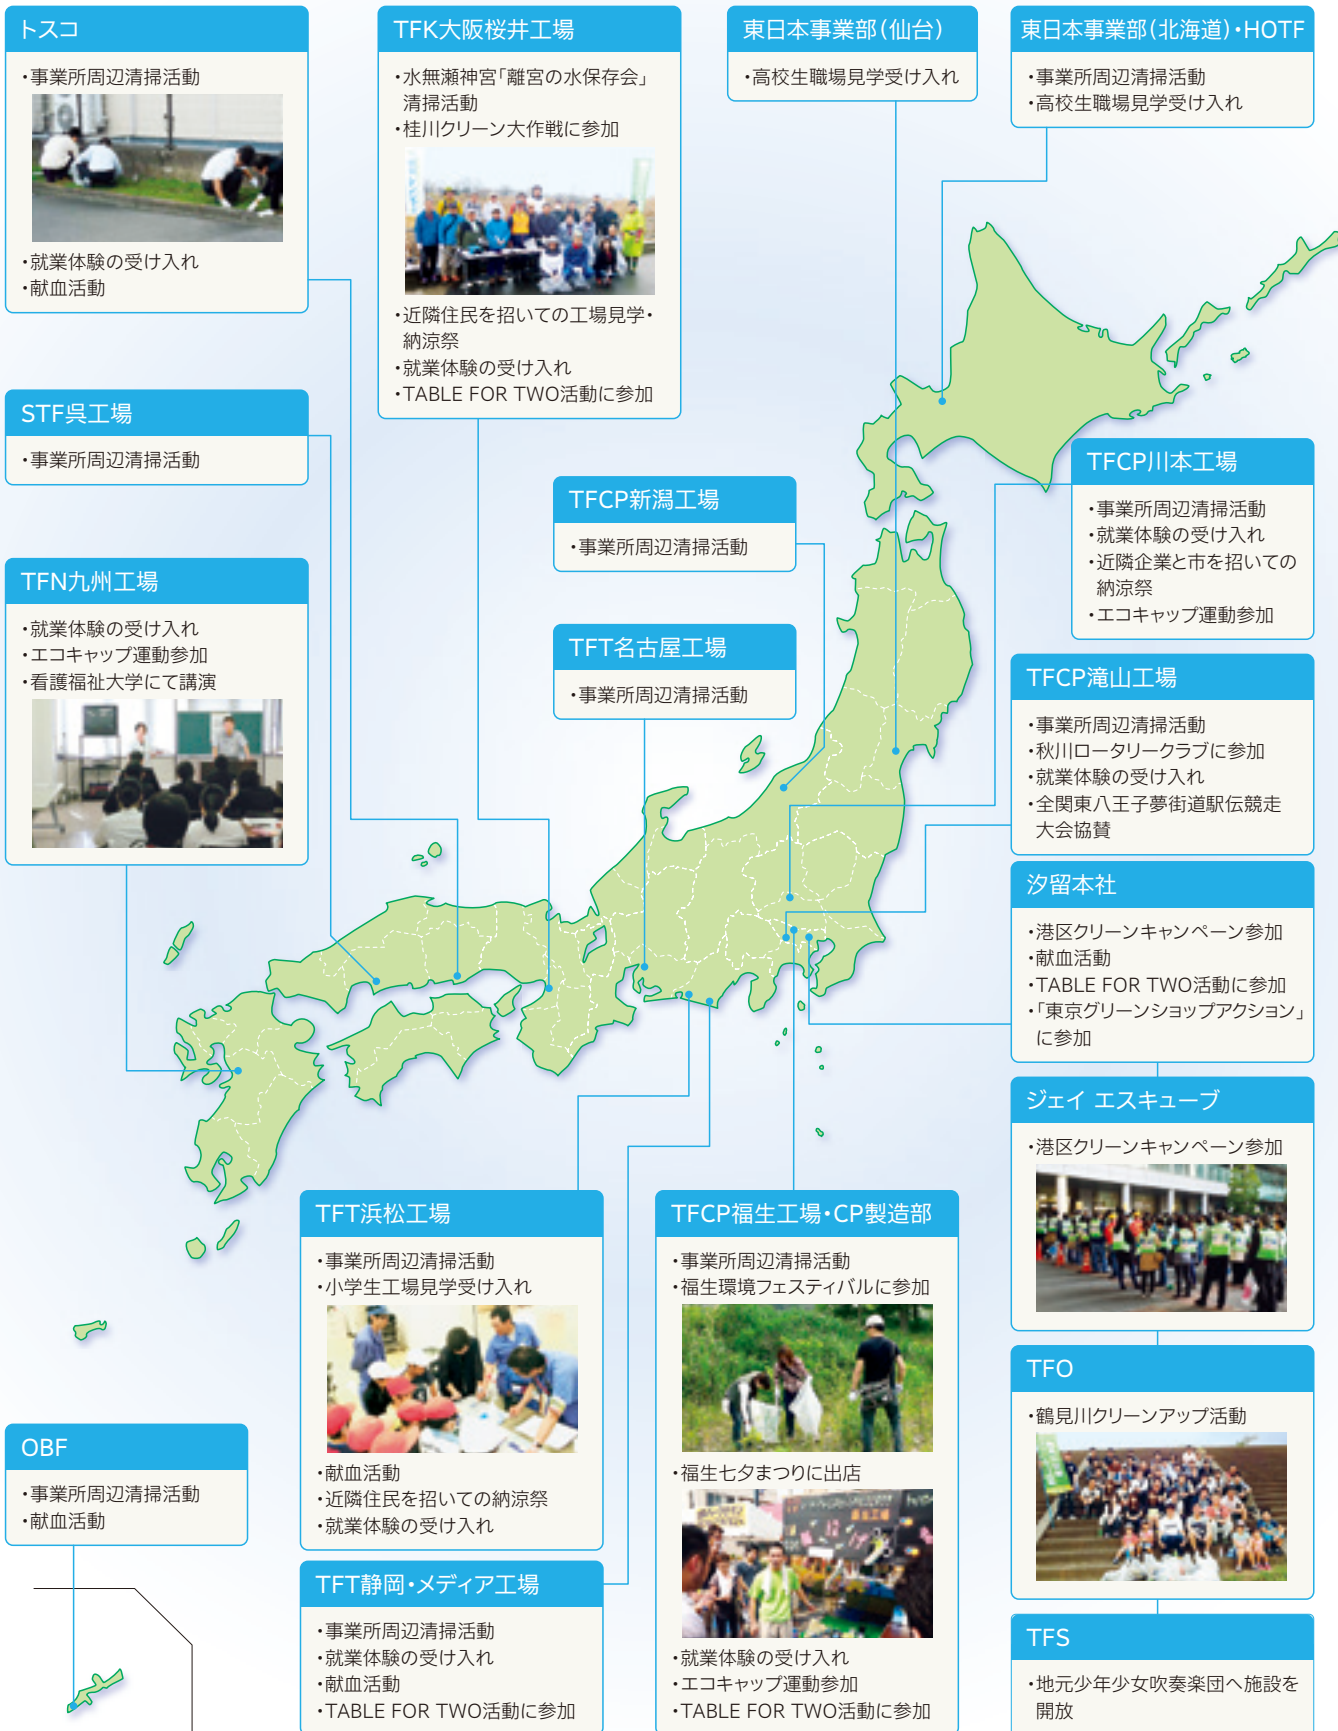 トスコ
・事業所周辺清掃活動
・就業体験の受け入れ
・献血活動
TFK大阪桜井工場
・水無瀬神宮「離宮の水保存会」
清掃活動
・桂川クリーン大作戦に参加
・近隣住民を招いての工場見学・
納涼祭
・就業体験の受け入れ
・TABLE FOR TWO活動に参加
東日本事業部(仙台)
・高校生職場見学受け入れ
東日本事業部(北海道)・HOTF
・事業所周辺清掃活動
・高校生職場見学受け入れ
STF呉工場
・事業所周辺清掃活動
TFN九州工場
・就業体験の受け入れ
・エコキャップ運動参加
・看護福祉大学にて講演
TFCP新潟工場
・事業所周辺清掃活動
TFT名古屋工場
・事業所周辺清掃活動
TFCP川本工場
・事業所周辺清掃活動
・就業体験の受け入れ
・近隣企業と市を招いての
納涼祭
・エコキャップ運動参加
TFCP滝山工場
・事業所周辺清掃活動
・秋川ロータリークラブに参加
・就業体験の受け入れ
・全関東八王子夢街道駅伝競走
大会協賛
汐留本社
・港区クリーンキャンペーン参加
・献血活動
・TABLE FOR TWO活動に参加
・「東京グリーンショップアクション」
に参加
ジェイ エスキューブ
・港区クリーンキャンペーン参加
TFO
・鶴見川クリーンアップ活動
TFS
・地元少年少女吹奏楽団へ施設を
開放
TFT浜松工場
・事業所周辺清掃活動
・小学生工場見学受け入れ
・献血活動
・近隣住民を招いての納涼祭
・就業体験の受け入れ
TFT静岡・メディア工場
・事業所周辺清掃活動
・就業体験の受け入れ
・献血活動
・TABLE FOR TWO活動に参加
TFCP福生工場・CP製造部
・事業所周辺清掃活動
・福生環境フェスティバルに参加
・福生七夕まつりに出店
・就業体験の受け入れ
・エコキャップ運動参加
・TABLE FOR TWO活動に参加
OBF
・事業所周辺清掃活動
・献血活動